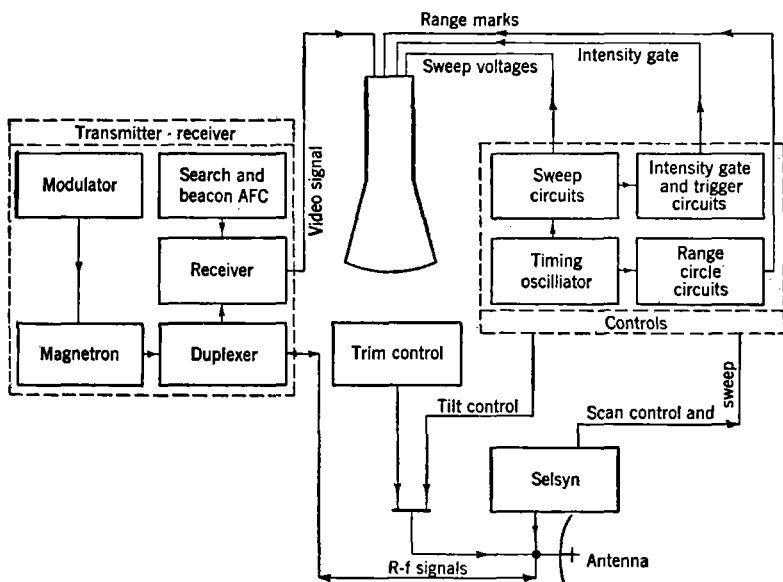 Range marks
Intensity gate
Sweep voltages
Transmitter - receiver
Modulator
Search and
beacon AFC
Receiver
Magnetron
Duplexer
Video signal
Sweep
circuits
Intensity gate
and trigger
circuits
Timing
oscillator
Range
circle
circuits
Controls
Trim control
Tilt control
Scan control and
sweep
Selsyn
Antenna
R-f signals